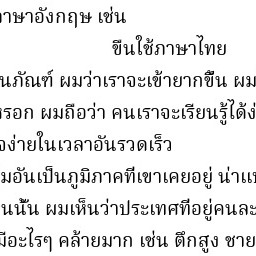 ภาษาอังกฤษ เช่น
ขืนใช้ภาษาไทย
นภัณฑ์ ผมว่าเราจะเข้ายากขึ้น ผม
หรอก ผมถือว่า คนเราจะเรียนรู้ได้ง่
ง่ายในเวลาอันรวดเร็ว
มอันเป็นภูมิภาคที่เขาเคยอยู่ น่าแป
นนั้น ผมเห็นว่าประเทศที่อยู่คนละ
มีอะไรๆ คล้ายมาก เช่น ตึกสูง ชาย